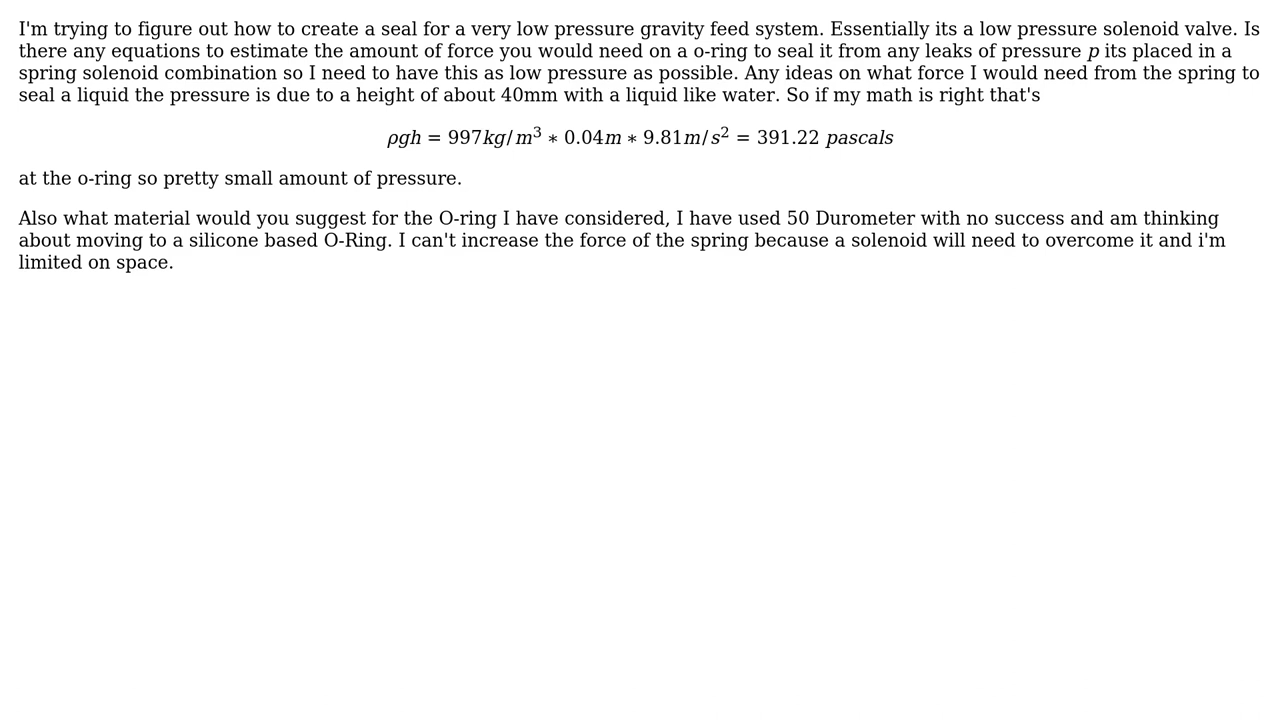 I'm trying to figure out how to create a seal for a very low pressure gravity feed system. Essentially its a low pressure solenoid valve. Is
there any equations to estimate the amount of force you would need on a o-ring to seal it from any leaks of pressure p its placed in a
spring solenoid combination so I need to have this as low pressure as possible. Any ideas on what force I would need from the spring to
seal a liquid the pressure is due to a height of about 40mm with a liquid like water. So if my math is right that's
ρgh = 997kg/m³ ∗ 0.04m ∗ 9.81m/s² = 391.22 pascals
at the o-ring so pretty small amount of pressure.
Also what material would you suggest for the O-ring I have considered, I have used 50 Durometer with no success and am thinking
about moving to a silicone based O-Ring. I can't increase the force of the spring because a solenoid will need to overcome it and i'm
limited on space.